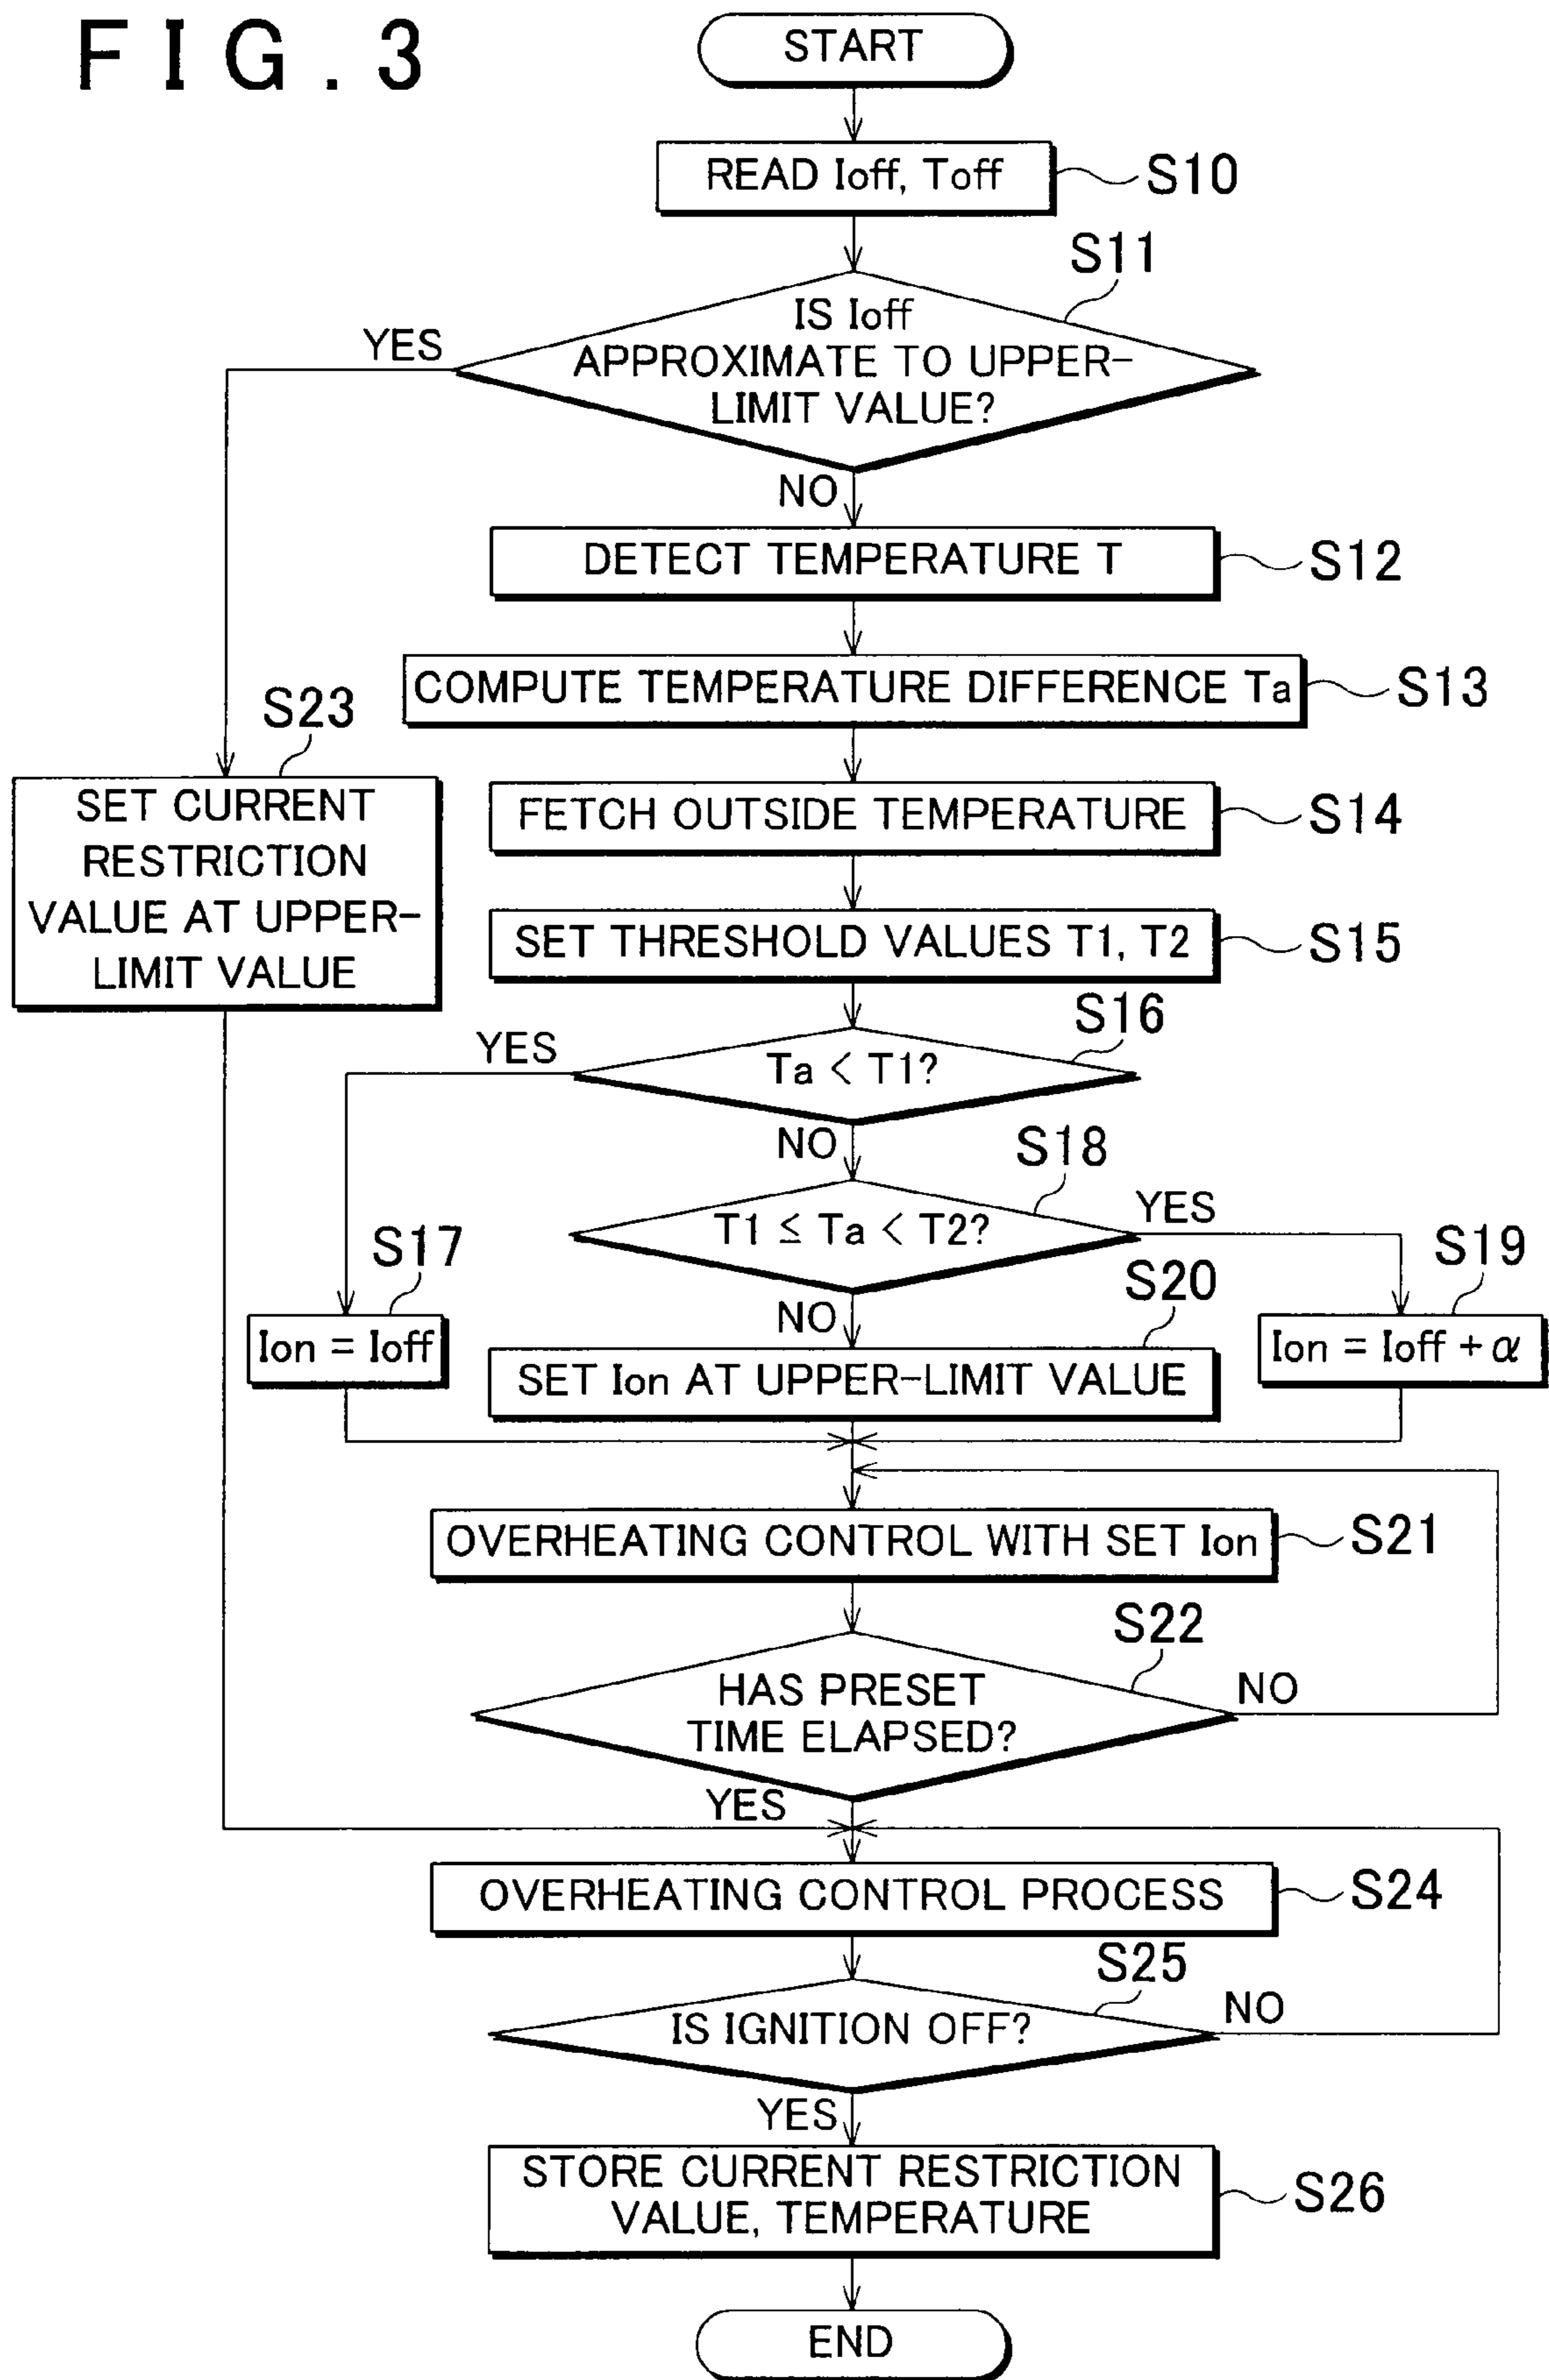 FIG.3
START
READ Ioff, Toff
S10
S11
IS Ioff
APPROXIMATE TO UPPER-
LIMIT VALUE?
YES
NO
DETECT TEMPERATURE T
S12
COMPUTE TEMPERATURE DIFFERENCE Ta
S13
S23
SET CURRENT
RESTRICTION
VALUE AT UPPER-
LIMIT VALUE
FETCH OUTSIDE TEMPERATURE
S14
SET THRESHOLD VALUES T1, T2
S15
S16
YES
Ta < T1?
NO
S18
T1 ≦ Ta < T2?
YES
S17
Ion = Ioff
S19
Ion = Ioff + α
NO
S20
SET Ion AT UPPER-LIMIT VALUE
OVERHEATING CONTROL WITH SET Ion
S21
S22
HAS PRESET
TIME ELAPSED?
NO
YES
OVERHEATING CONTROL PROCESS
S24
S25
IS IGNITION OFF?
NO
YES
STORE CURRENT RESTRICTION
VALUE, TEMPERATURE
S26
END